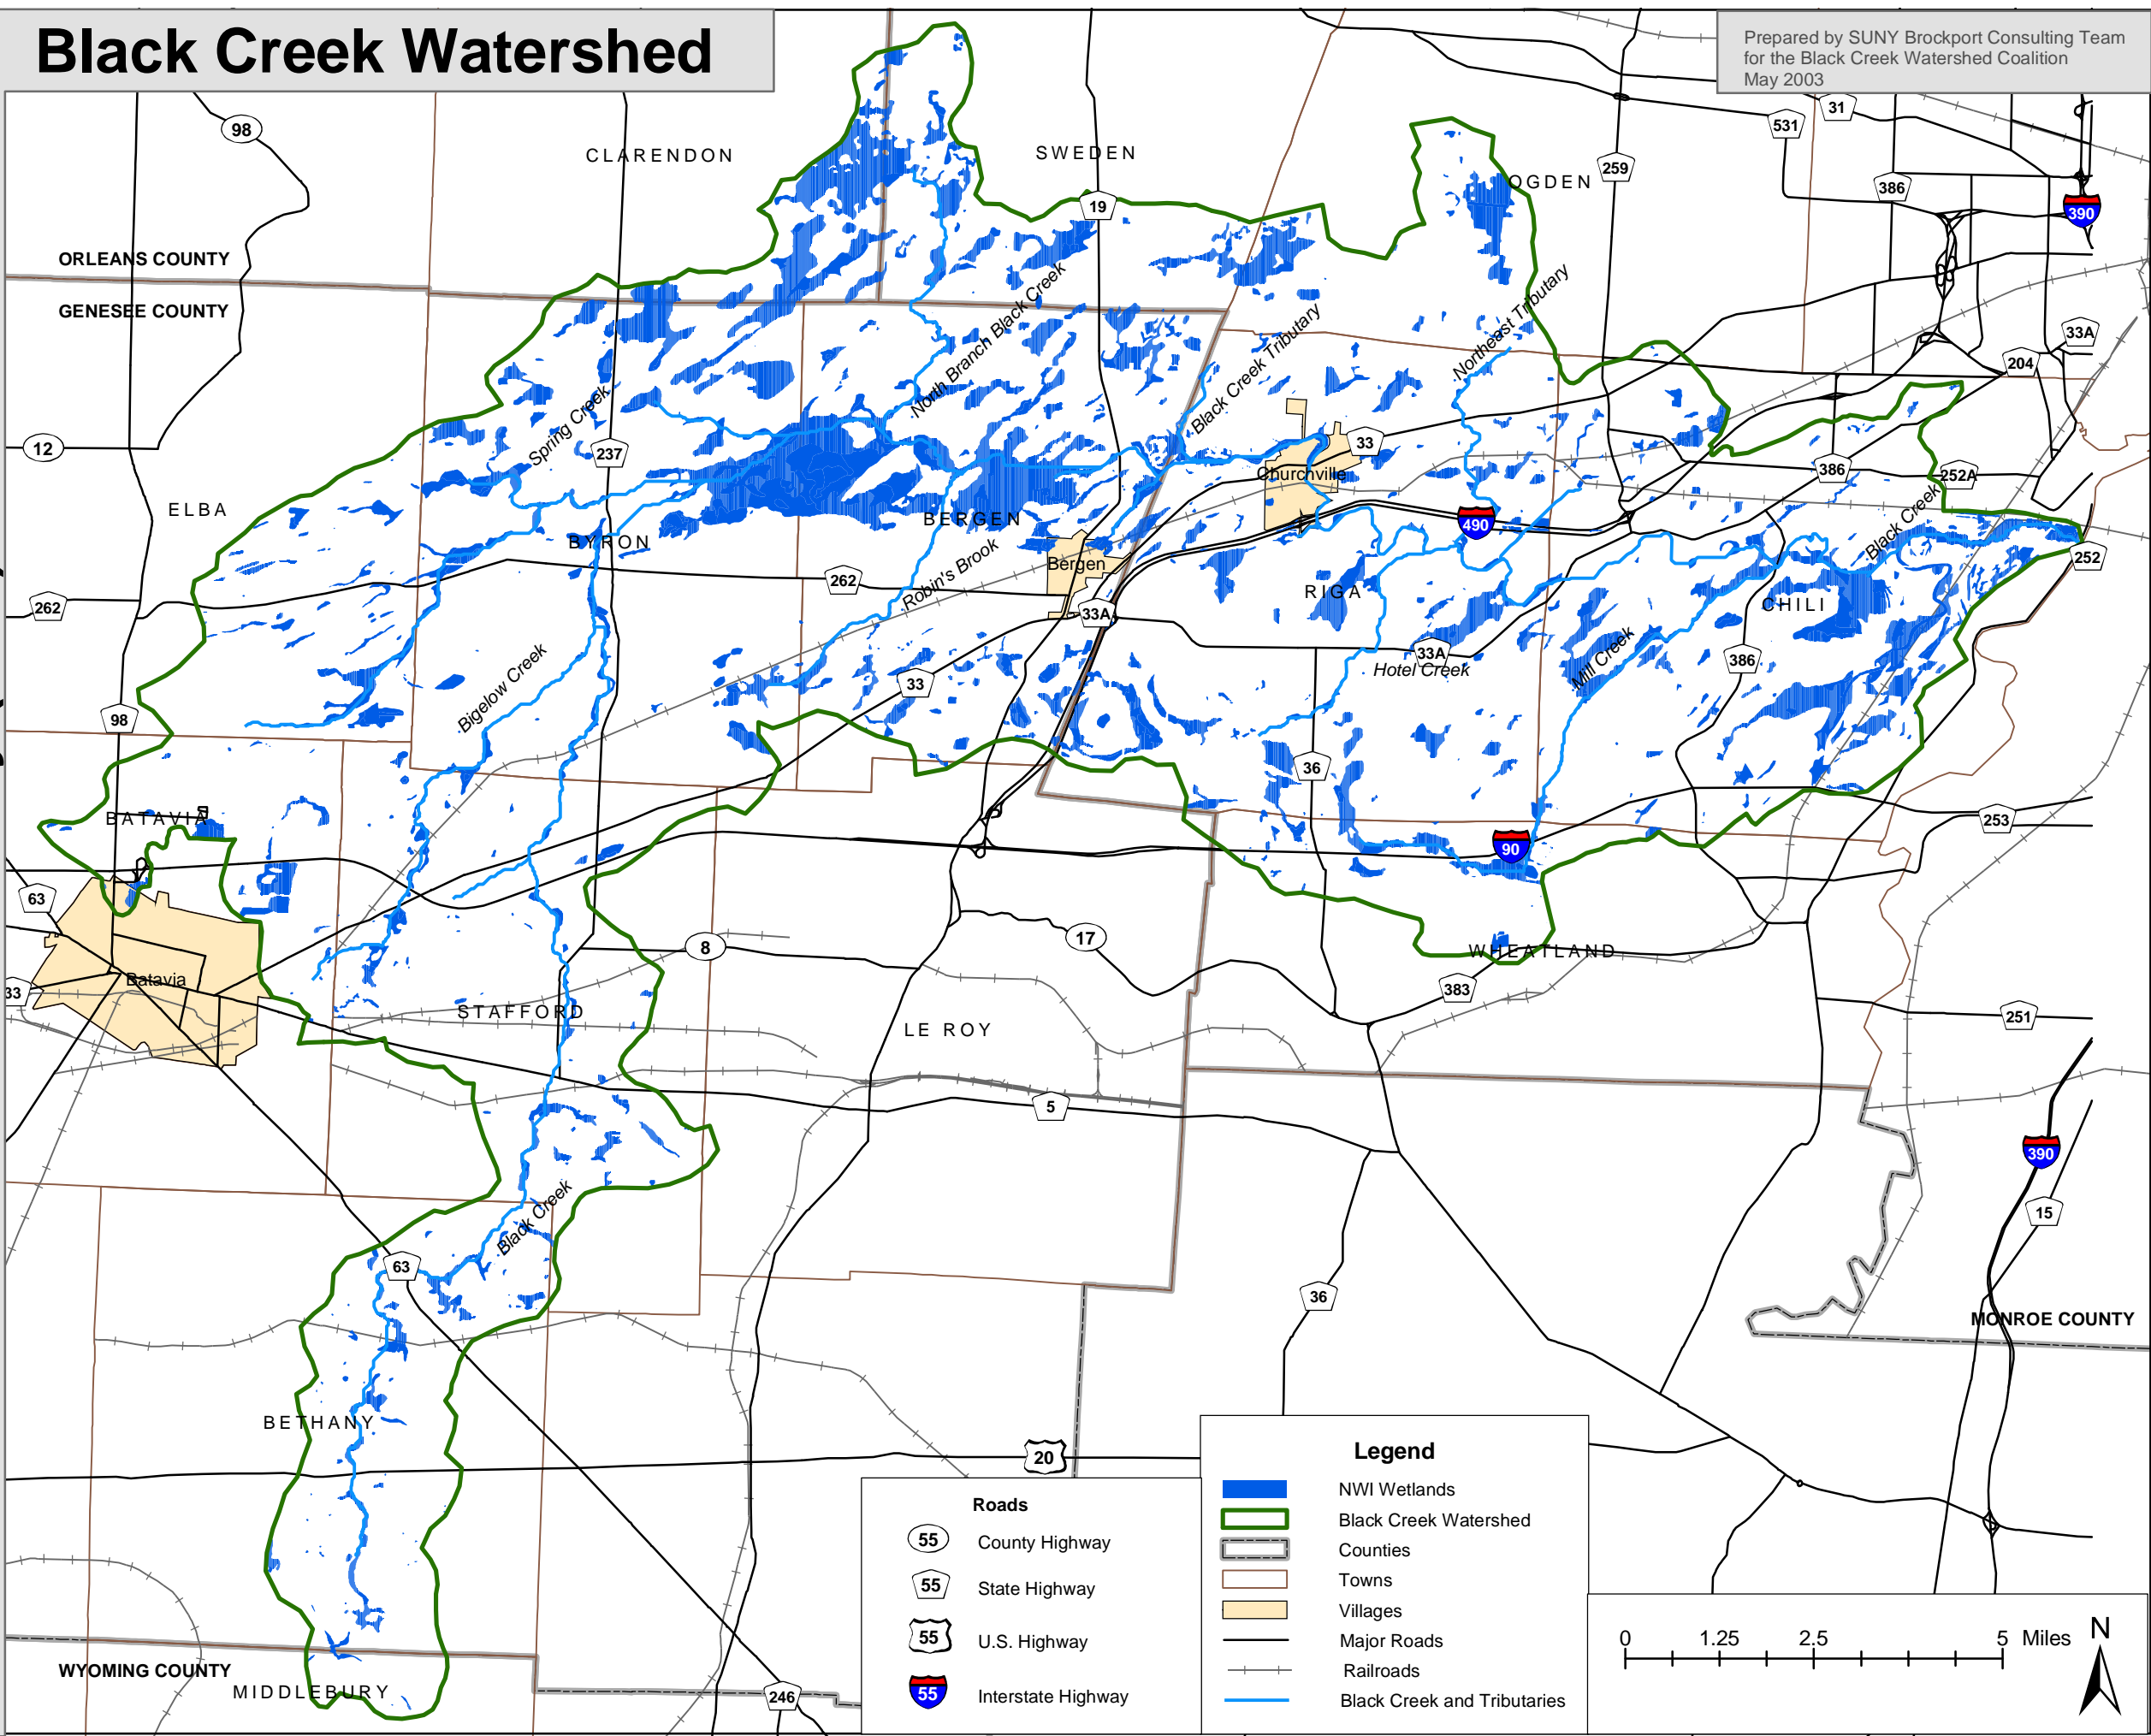 Black Creek Watershed
Prepared by SUNY Brockport Consulting Team
for the Black Creek Watershed Coalition
May 2003
98
31
531
CLARENDON
SWEDEN
259
OGDEN
386
19
390
ORLEANS COUNTY
GENESEE COUNTY
North Branch Black Creek
Black Creek Tributary
Northeast Tributary
33A
204
Spring Creek
12
237
33
Churchville
386
252A
ELBA
BERGEN
490
Black Creek
BYRON
252
Bergen
262
262
Robin's Brook
RIGA
CHILI
33A
33A
Hotel Creek
Mill Creek
386
Bigelow Creek
33
98
36
BATAVIA
253
90
63
8
17
WHEATLAND
Batavia
33
383
STAFFORD
LE ROY
251
5
390
Black Creek
15
63
36
MONROE COUNTY
BETHANY
20
WYOMING COUNTY
MIDDLEBURY
246
Roads
55 County Highway
55 State Highway
55 U.S. Highway
55 Interstate Highway
Legend
NWI Wetlands
Black Creek Watershed
Counties
Towns
Villages
Major Roads
Railroads
Black Creek and Tributaries
0 1.25 2.5 5 Miles
N